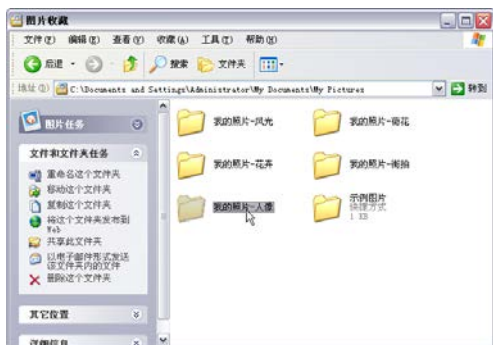 图片收藏
文件(F) 编辑(E) 查看(V) 收藏(A) 工具(T) 帮助(H)
后退 搜索 文件夹
地址(D) C:\Documents and Settings\Administrator\My Documents\My Pictures 转到
图片任务
文件和文件夹任务
重命名这个文件夹
移动这个文件夹
复制这个文件夹
将这个文件夹发布到
Web
共享此文件夹
以电子邮件形式发送
该文件夹内的文件
删除这个文件夹
其它位置
详细信息
我的照片-风光 我的照片-荷花
我的照片-花卉 我的照片-街拍
我的照片-人像 示例图片
快捷方式
1 KB